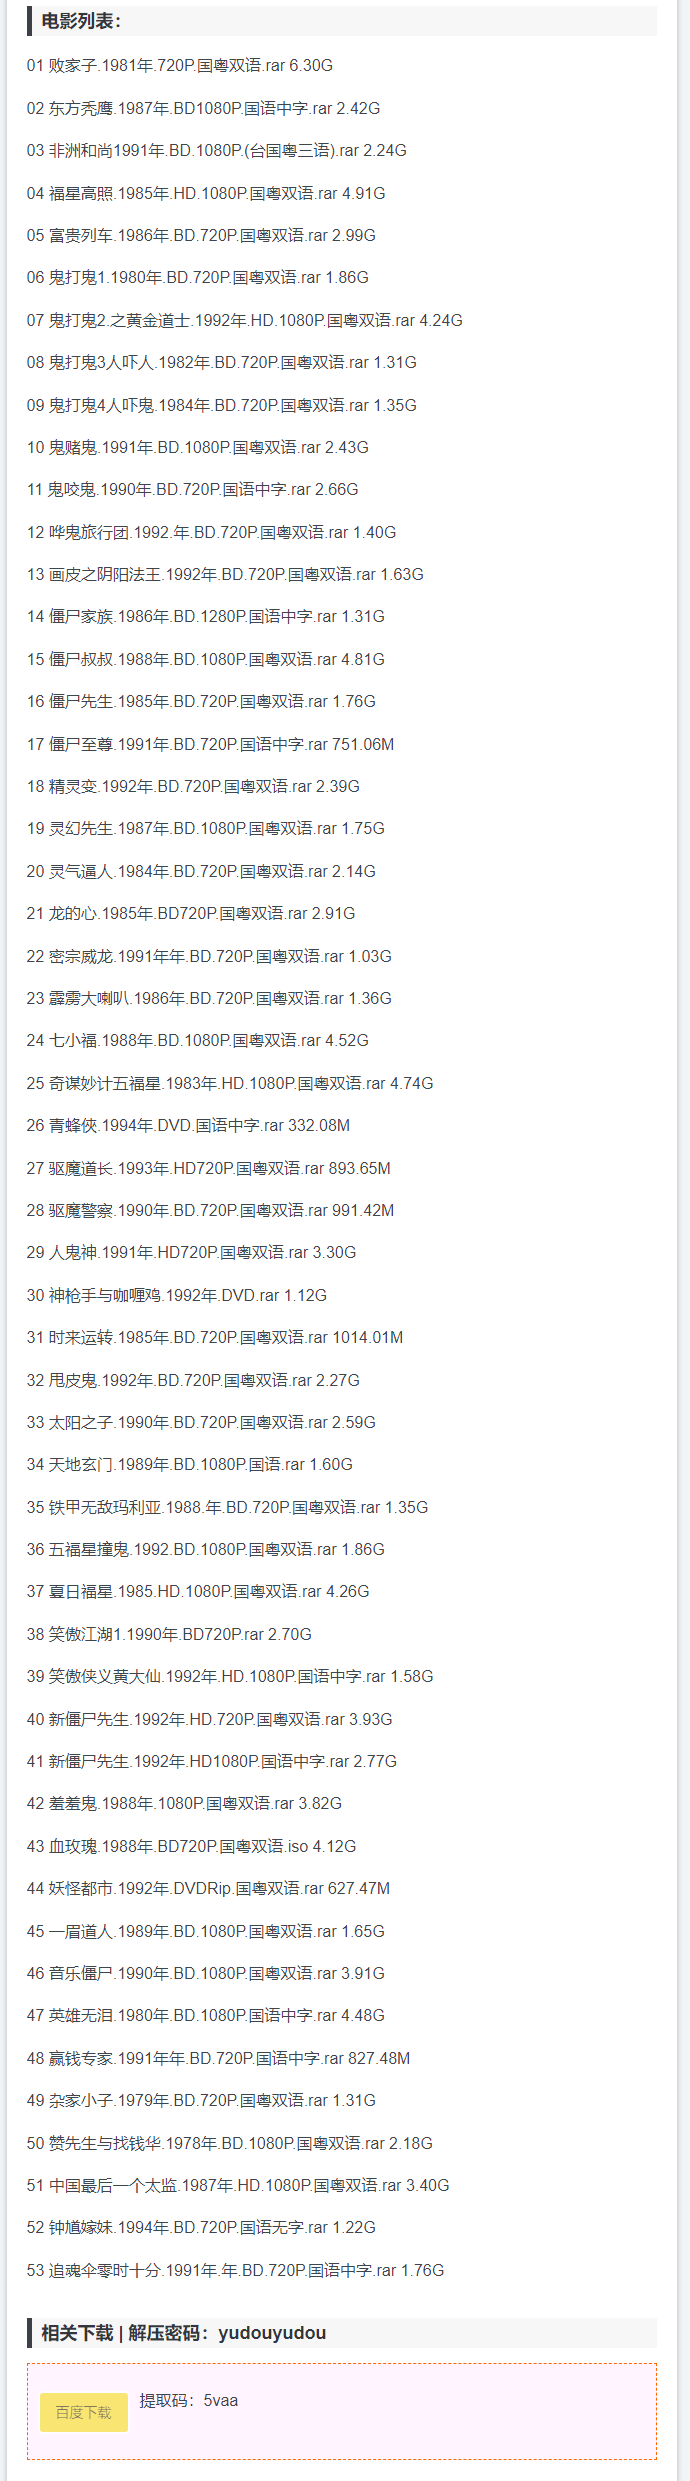 电影列表：
01 败家子.1981年.720P.国粤双语.rar 6.30G
02 东方秃鹰.1987年.BD1080P.国语中字.rar 2.42G
03 非洲和尚1991年.BD.1080P.(台国粤三语).rar 2.24G
04 福星高照.1985年.HD.1080P.国粤双语.rar 4.91G
05 富贵列车.1986年.BD.720P.国粤双语.rar 2.99G
06 鬼打鬼1.1980年.BD.720P.国粤双语.rar 1.86G
07 鬼打鬼2.之黄金道士.1992年.HD.1080P.国粤双语.rar 4.24G
08 鬼打鬼3人吓人.1982年.BD.720P.国粤双语.rar 1.31G
09 鬼打鬼4人吓鬼.1984年.BD.720P.国粤双语.rar 1.35G
10 鬼赌鬼.1991年.BD.1080P.国粤双语.rar 2.43G
11 鬼咬鬼.1990年.BD.720P.国语中字.rar 2.66G
12 哗鬼旅行团.1992.年.BD.720P.国粤双语.rar 1.40G
13 画皮之阴阳法王.1992年.BD.720P.国粤双语.rar 1.63G
14 僵尸家族.1986年.BD.1280P.国语中字.rar 1.31G
15 僵尸叔叔.1988年.BD.1080P.国粤双语.rar 4.81G
16 僵尸先生.1985年.BD.720P.国粤双语.rar 1.76G
17 僵尸至尊.1991年.BD.720P.国语中字.rar 751.06M
18 精灵变.1992年.BD.720P.国粤双语.rar 2.39G
19 灵幻先生.1987年.BD.1080P.国粤双语.rar 1.75G
20 灵气逼人.1984年.BD.720P.国粤双语.rar 2.14G
21 龙的心.1985年.BD720P.国粤双语.rar 2.91G
22 密宗威龙.1991年年.BD.720P.国粤双语.rar 1.03G
23 霹雳大喇叭.1986年.BD.720P.国粤双语.rar 1.36G
24 七小福.1988年.BD.1080P.国粤双语.rar 4.52G
25 奇谋妙计五福星.1983年.HD.1080P.国粤双语.rar 4.74G
26 青蜂俠.1994年.DVD.国语中字.rar 332.08M
27 驱魔道长.1993年.HD720P.国粤双语.rar 893.65M
28 驱魔警察.1990年.BD.720P.国粤双语.rar 991.42M
29 人鬼神.1991年.HD720P.国粤双语.rar 3.30G
30 神枪手与咖喱鸡.1992年.DVD.rar 1.12G
31 时来运转.1985年.BD.720P.国粤双语.rar 1014.01M
32 甩皮鬼.1992年.BD.720P.国粤双语.rar 2.27G
33 太阳之子.1990年.BD.720P.国粤双语.rar 2.59G
34 天地玄门.1989年.BD.1080P.国语.rar 1.60G
35 铁甲无敌玛利亚.1988.年.BD.720P.国粤双语.rar 1.35G
36 五福星撞鬼.1992.BD.1080P.国粤双语.rar 1.86G
37 夏日福星.1985.HD.1080P.国粤双语.rar 4.26G
38 笑傲江湖1.1990年.BD720P.rar 2.70G
39 笑傲侠义黄大仙.1992年.HD.1080P.国语中字.rar 1.58G
40 新僵尸先生.1992年.HD.720P.国粤双语.rar 3.93G
41 新僵尸先生.1992年.HD1080P.国语中字.rar 2.77G
42 羞羞鬼.1988年.1080P.国粤双语.rar 3.82G
43 血玫瑰.1988年.BD720P.国粤双语.iso 4.12G
44 妖怪都市.1992年.DVDRip.国粤双语.rar 627.47M
45 一眉道人.1989年.BD.1080P.国粤双语.rar 1.65G
46 音乐僵尸.1990年.BD.1080P.国粤双语.rar 3.91G
47 英雄无泪.1980年.BD.1080P.国语中字.rar 4.48G
48 赢钱专家.1991年年.BD.720P.国语中字.rar 827.48M
49 杂家小子.1979年.BD.720P.国粤双语.rar 1.31G
50 赞先生与找钱华.1978年.BD.1080P.国粤双语.rar 2.18G
51 中国最后一个太监.1987年.HD.1080P.国粤双语.rar 3.40G
52 钟馗嫁妹.1994年.BD.720P.国语无字.rar 1.22G
53 追魂伞零时十分.1991年.年.BD.720P.国语中字.rar 1.76G
相关下载 | 解压密码：yudouyudou
百度下载 提取码：5vaa